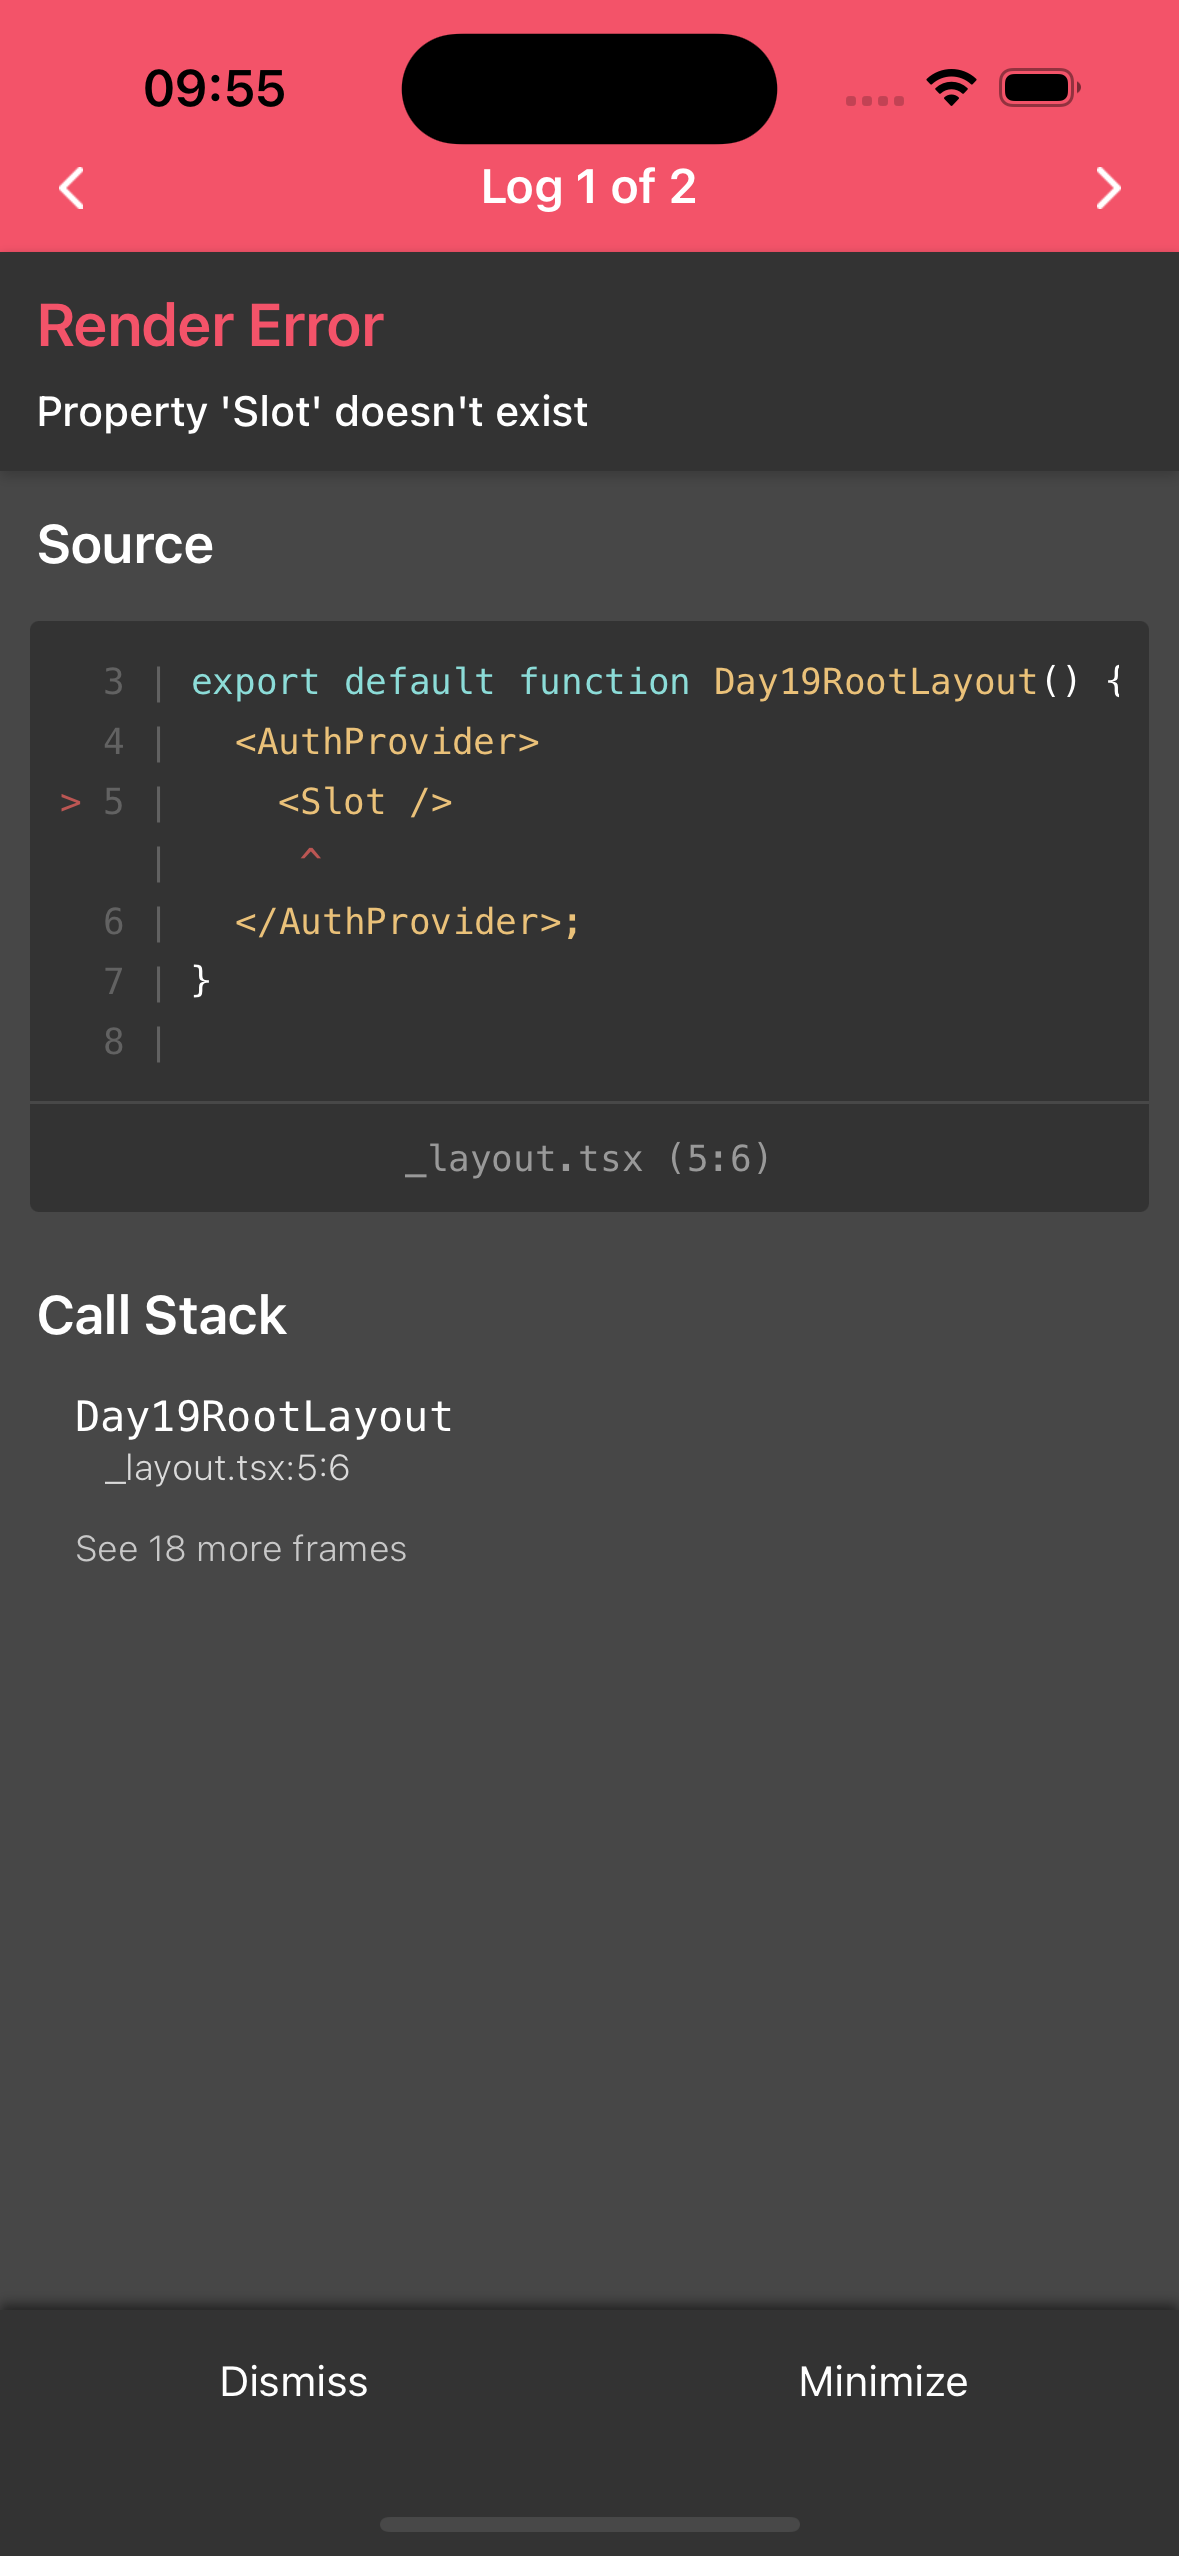 09:55
Log 1 of 2
Render Error
Property 'Slot' doesn't exist
Source
3 | export default function Day19RootLayout() {
4 |   <AuthProvider>
> 5 |     <Slot />
|      ^
6 |   </AuthProvider>;
7 | }
8 |
_layout.tsx (5:6)
Call Stack
Day19RootLayout
_layout.tsx:5:6
See 18 more frames
Dismiss
Minimize